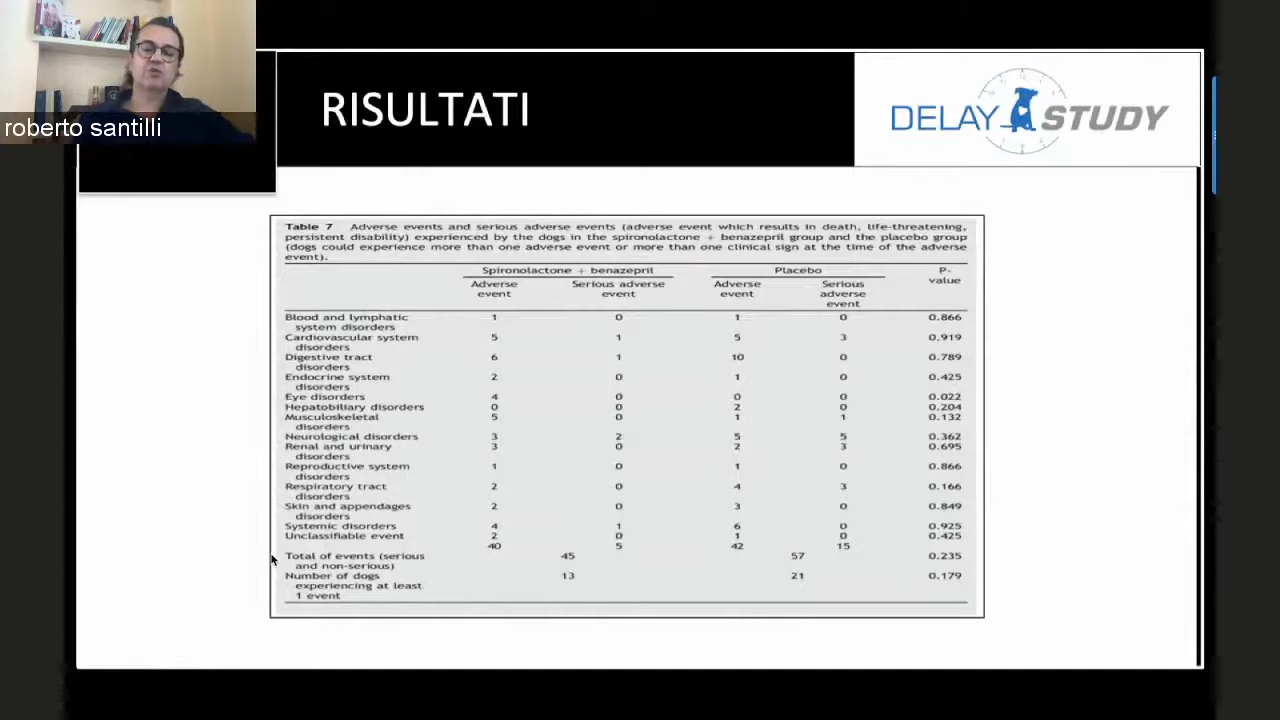 roberto santilli
RISULTATI
DELAY STUDY
Table 7 Adverse events and serious adverse events (adverse event which results in death, life-threatening,
persistent disability) experienced by the dogs in the spironolactone + benazepril group and the placebo group
(dogs could experience more than one adverse event or more than one clinical sign at the time of the adverse
event).
Spironolactone + benazepril Placebo P-
value
Adverse Serious adverse Adverse Serious
event event event adverse
event
Blood and lymphatic 1 0 1 0 0.866
system disorders
Cardiovascular system 5 1 5 3 0.919
disorders
Digestive tract 6 1 10 0 0.789
disorders
Endocrine system 2 0 1 0 0.425
disorders
Eye disorders 4 0 0 0 0.022
Hepatobiliary disorders 0 0 2 0 0.204
Musculoskeletal 5 0 1 1 0.132
disorders
Neurological disorders 3 2 5 5 0.362
Renal and urinary 3 0 2 3 0.695
disorders
Reproductive system 1 0 1 0 0.866
disorders
Respiratory tract 2 0 4 3 0.166
disorders
Skin and appendages 2 0 3 0 0.849
disorders
Systemic disorders 4 1 6 0 0.925
Unclassifiable event 2 0 1 0 0.425
40 5 42 15
Total of events (serious 45 57 0.235
and non-serious)
Number of dogs 13 21 0.179
experiencing at least
1 event